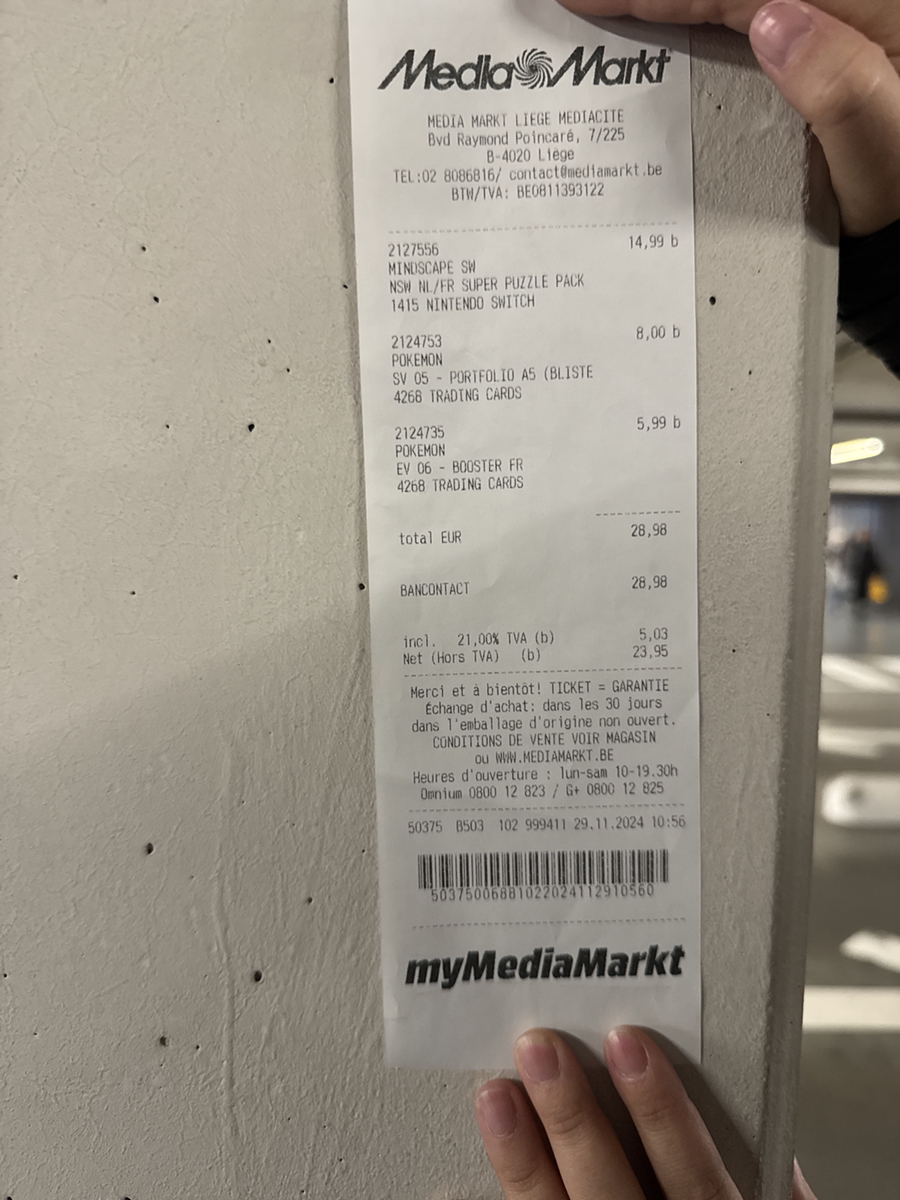 Media Markt
MEDIA MARKT LIEGE MEDIACITE
Bvd Raymond Poincaré, 7/225
B-4020 Liège
TEL:02 8086816/ contact@mediamarkt.be
BTW/TVA: BE0811393122
2127556 14,99 b
MINDSCAPE SW
NSW NL/FR SUPER PUZZLE PACK
1415 NINTENDO SWITCH
2124753 8,00 b
POKEMON
SV 05 - PORTFOLIO A5 (BLISTE
4268 TRADING CARDS
2124735 5,99 b
POKEMON
EV 06 - BOOSTER FR
4268 TRADING CARDS
total EUR 28,98
BANCONTACT 28,98
incl. 21,00% TVA (b) 5,03
Net (Hors TVA) (b) 23,95
Merci et à bientôt! TICKET = GARANTIE
Échange d'achat: dans les 30 jours
dans l'emballage d'origine non ouvert.
CONDITIONS DE VENTE VOIR MAGASIN
ou WWW.MEDIAMARKT.BE
Heures d'ouverture : lun-sam 10-19.30h
Omnium 0800 12 823 / G+ 0800 12 825
50375 B503 102 999411 29.11.2024 10:56
50375006881022024112910560
myMediaMarkt